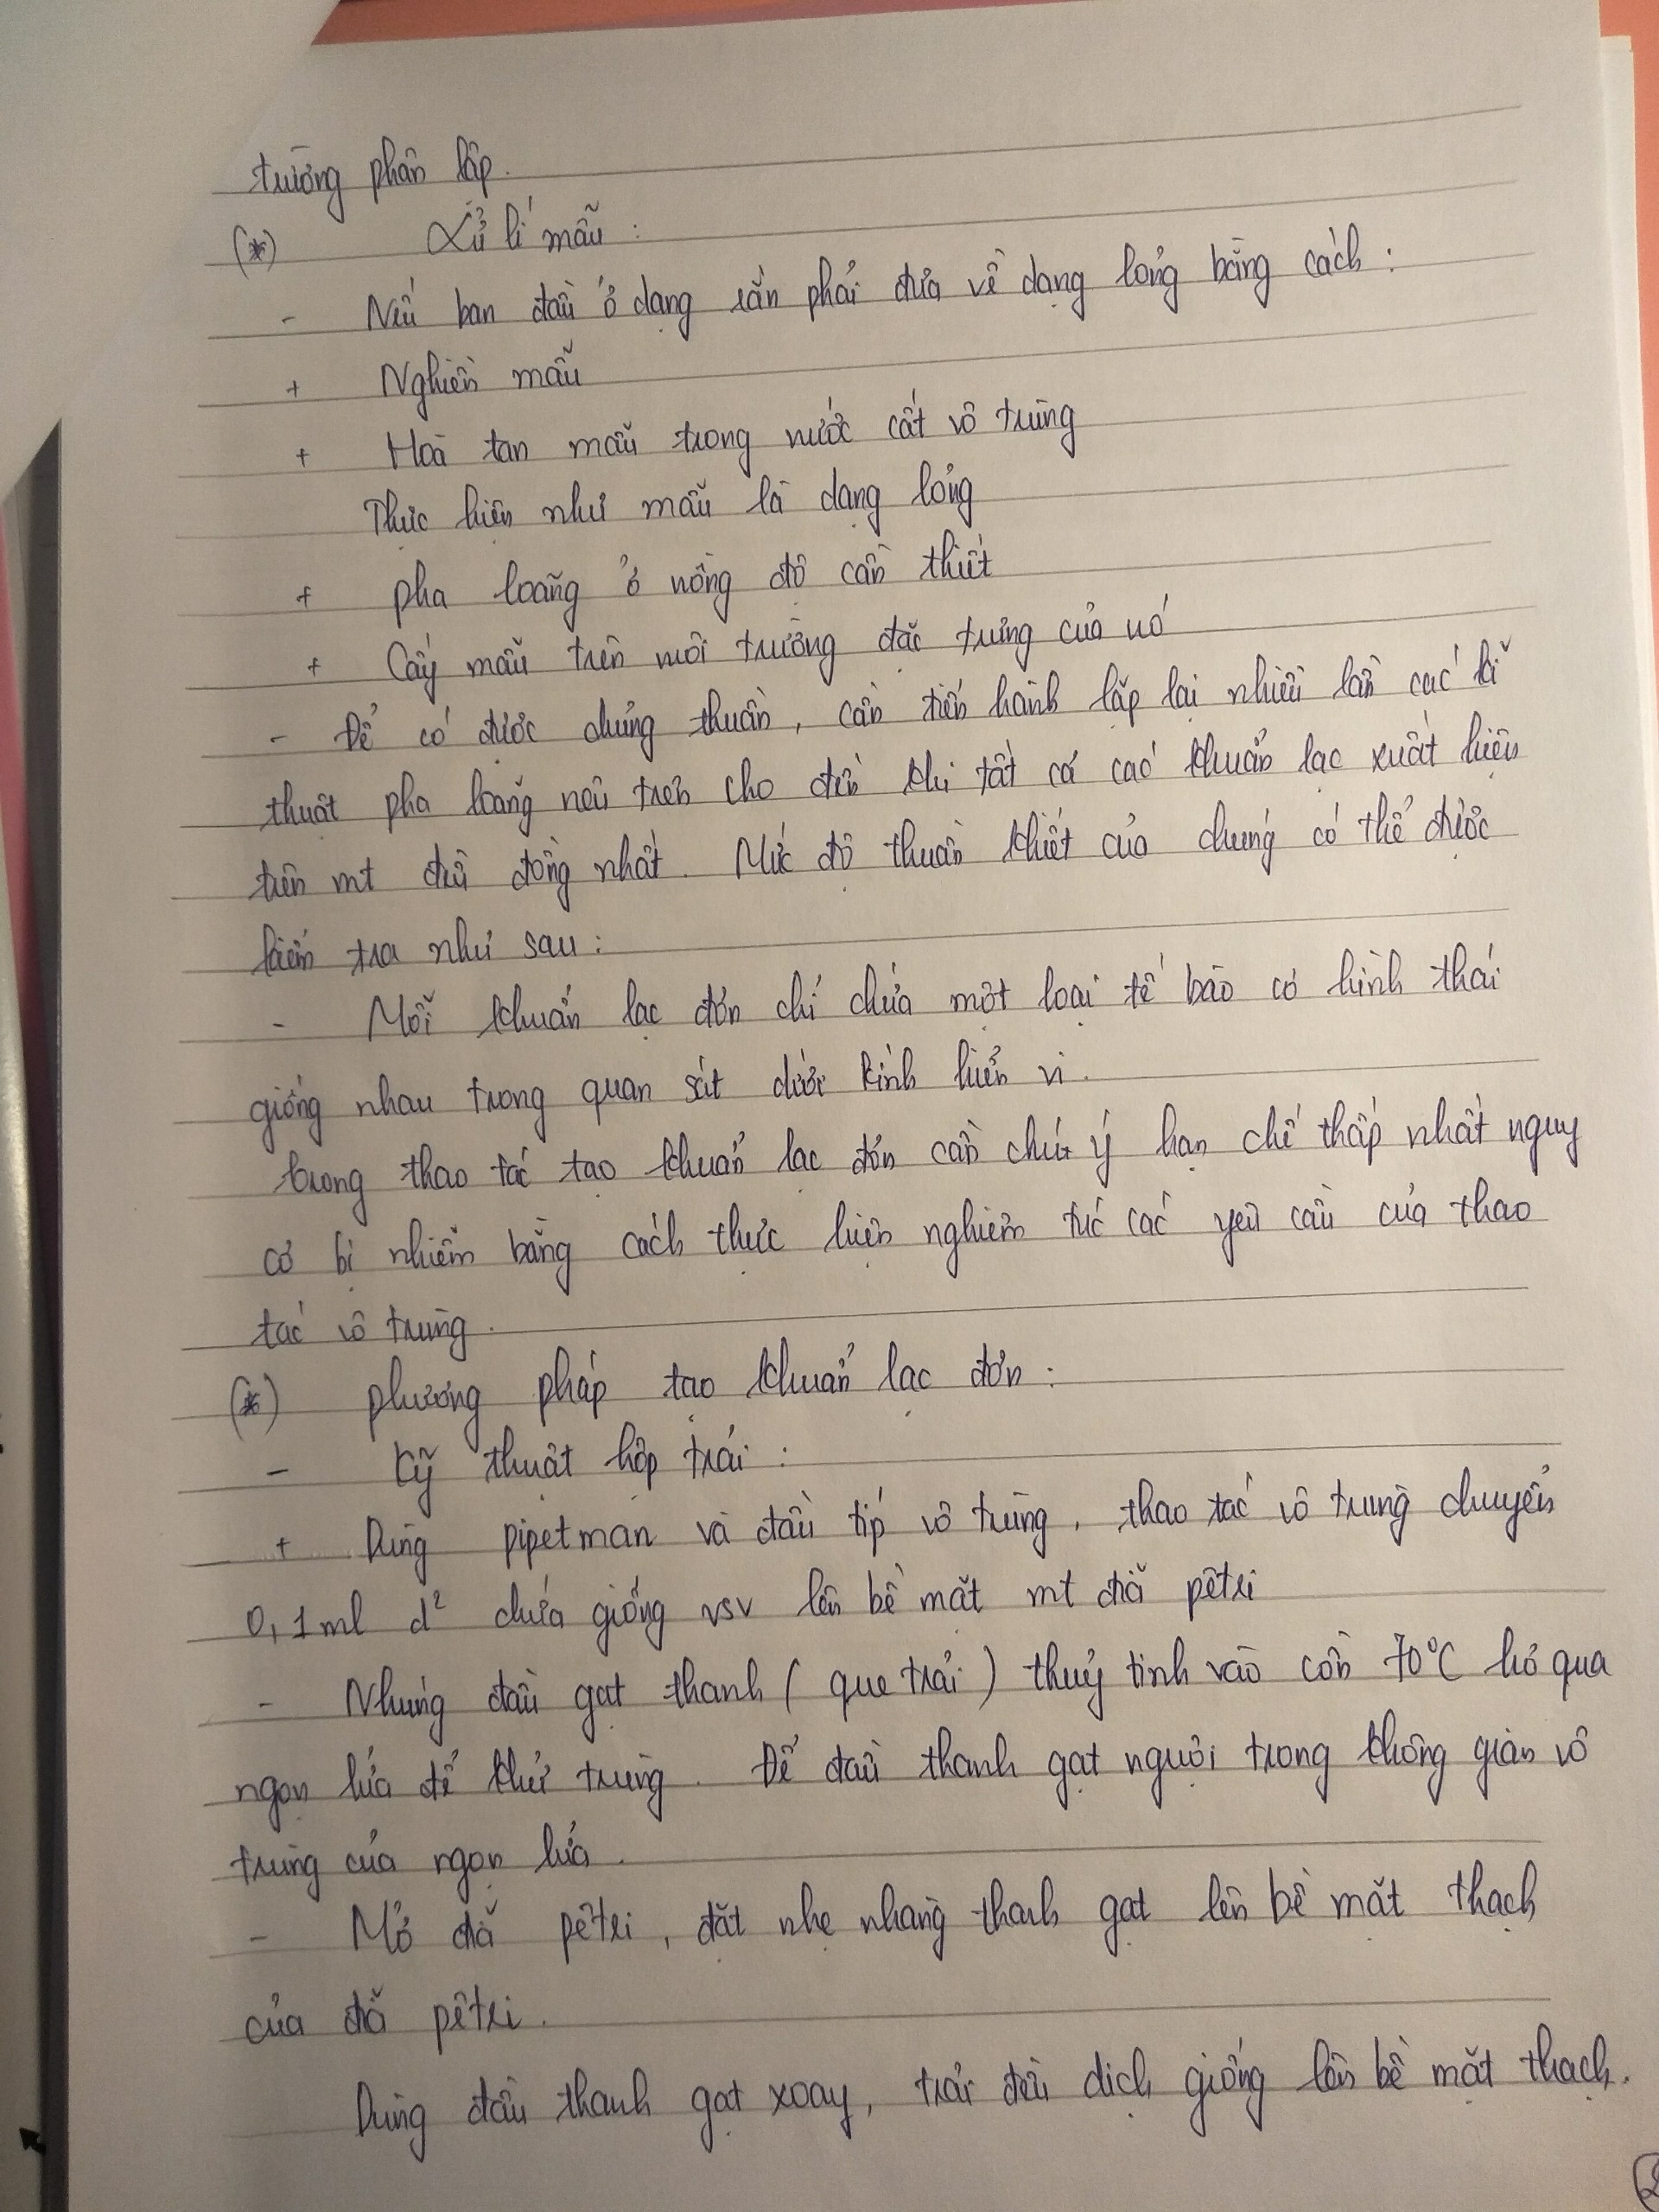 trường phân lập.
(*) Xử lí mẫu :
- Nếu ban đầu ở dạng rắn phải đưa về dạng lỏng bằng cách :
+ Nghiền mẫu
+ Hoà tan mẫu trong nước cất vô trùng
Thực hiện như mẫu là dạng lỏng
+ pha loãng ở nồng độ cần thiết
+ Cấy mẫu trên môi trường đặc trưng của nó
- Để có được chủng thuần, cần tiến hành lặp lại nhiều lần các kĩ
thuật pha loãng nêu trên cho đến khi tất cả các khuẩn lạc xuất hiện
trên mt đều đồng nhất. Mức độ thuần khiết của chúng có thể được
kiểm tra như sau :
- Mỗi khuẩn lạc đơn chỉ chứa một loại tế bào có hình thái
giống nhau trong quan sát dưới kính hiển vi.
trong thao tác tạo khuẩn lạc đơn cần chú ý hạn chế thấp nhất nguy
cơ bị nhiễm bằng cách thực hiện nghiêm túc các yêu cầu của thao
tác vô trùng.
(*) phương pháp tạo khuẩn lạc đơn :
- Kỹ thuật hộp trải :
+ Dùng pipetman và đầu típ vô trùng, thao tác vô trùng chuyển
0,1ml d² chứa giống vsv lên bề mặt mt đĩa pêtri
- Nhúng đầu gạt thanh ( que trải ) thuỷ tinh vào cồn 70°C hơ qua
ngọn lửa để khử trùng. Để đầu thanh gạt nguội trong không gian vô
trùng của ngọn lửa.
- Mở đĩa pêtri, đặt nhẹ nhàng thanh gạt lên bề mặt thạch
của đĩa pêtri.
Dùng đầu thanh gạt xoay, trải đều dịch giống lên bề mặt thạch.